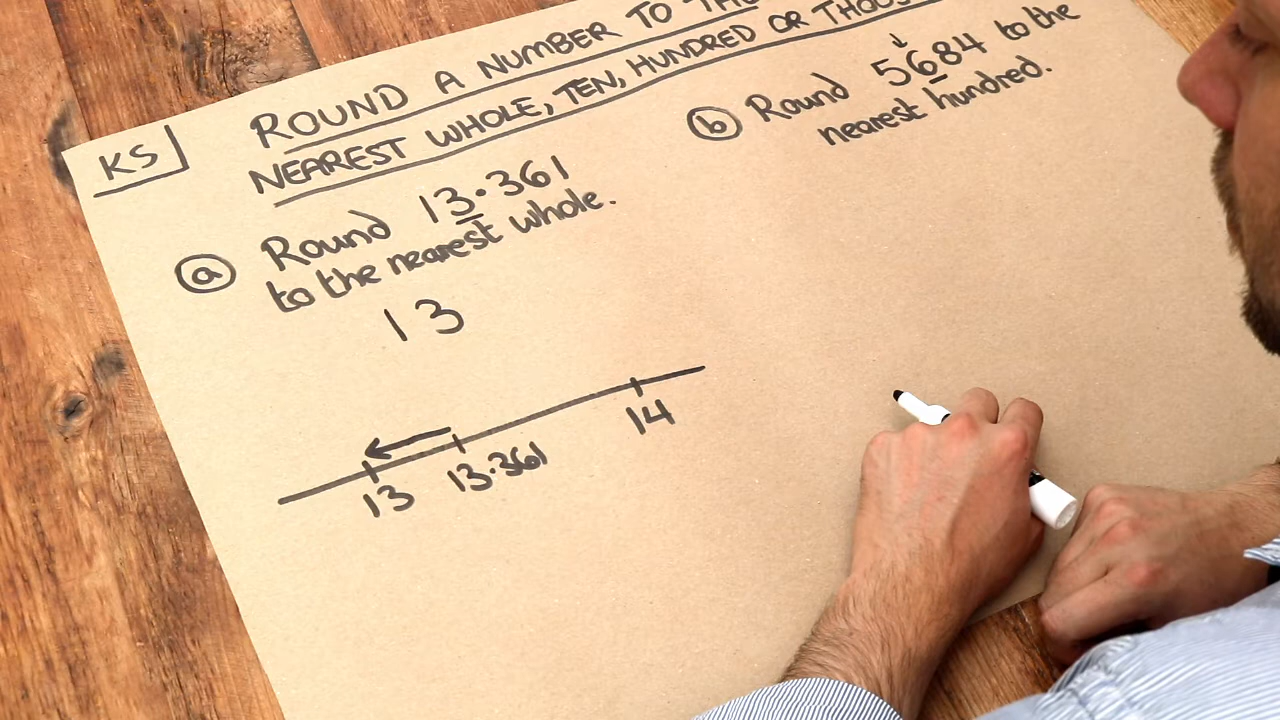 KS
ROUND A NUMBER TO
NEAREST WHOLE, TEN, HUNDRED OR
a Round 13.361
to the nearest whole.
13
13 13.361 14
b Round 5684 to the
nearest hundred.